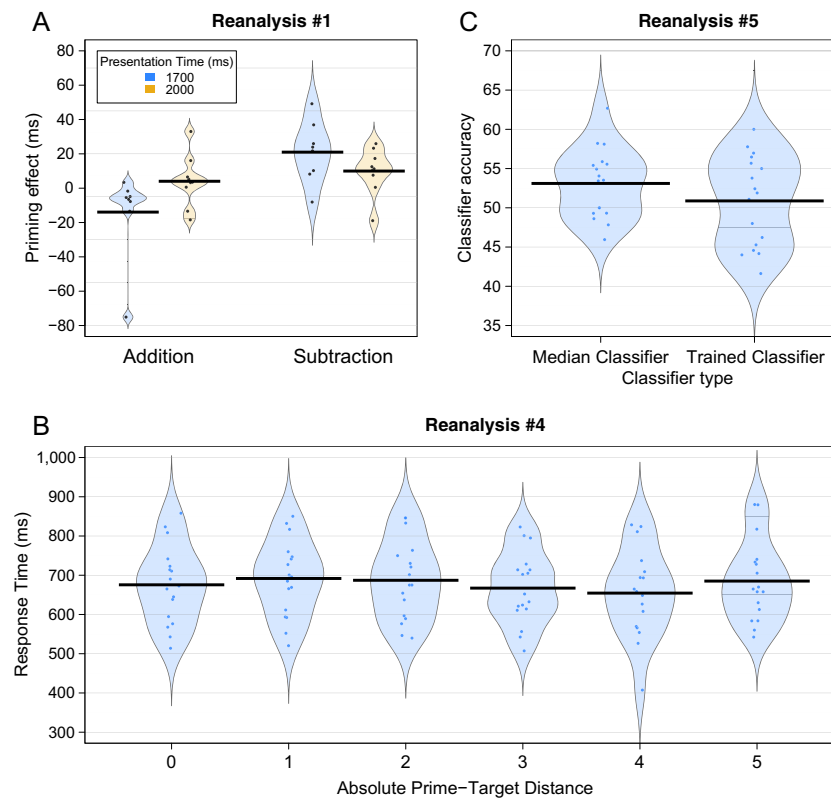 A
Reanalysis #1
80
60
40
20
0
−20
−40
−60
−80
Priming effect (ms)
Presentation Time (ms)
1700
2000
Addition
Subtraction
C
Reanalysis #5
70
65
60
55
50
45
40
35
Classifier accuracy
Median Classifier
Trained Classifier
Classifier type
B
Reanalysis #4
1,000
900
800
700
600
500
400
300
Response Time (ms)
0
1
2
3
4
5
Absolute Prime−Target Distance